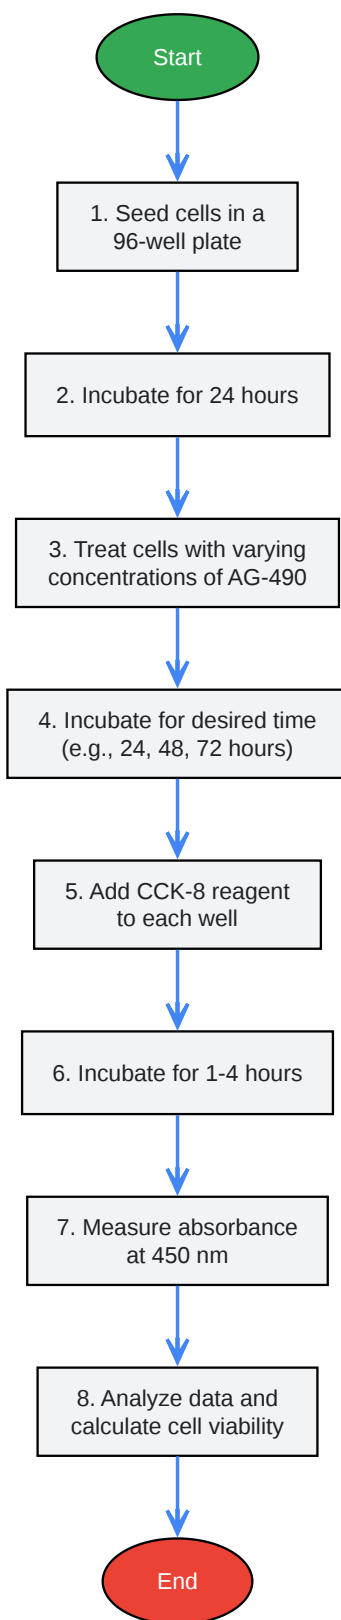 Start
1. Seed cells in a
96-well plate
2. Incubate for 24 hours
3. Treat cells with varying
concentrations of AG-490
4. Incubate for desired time
(e.g., 24, 48, 72 hours)
5. Add CCK-8 reagent
to each well
6. Incubate for 1-4 hours
7. Measure absorbance
at 450 nm
8. Analyze data and
calculate cell viability
End